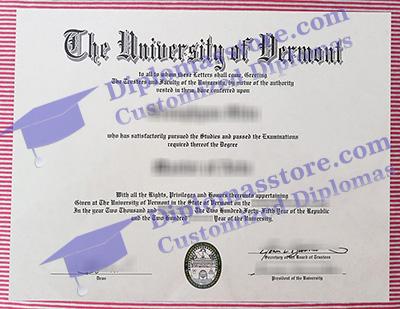 The University of Vermont
to all to whom these Letters shall come, Greeting
The Trustees and Faculty of the University, by virtue of the authority
vested in them, have conferred upon
who has satisfactorily pursued the Studies and passed the Examinations
required thereof the Degree
With all the Rights, Privileges and Honors thereunto appertaining
Given at The University of Vermont in the State of Vermont on the
In the year Two Thousand and The Two Hundred Forty-Fifth Year of the Republic
and the Two Hundred Year of the University.
Secretary of the Board of Trustees
Dean
President of the University
Diplomasstore.com
Customized Diplomas
Diplomasstore.com
Customized Diplomas